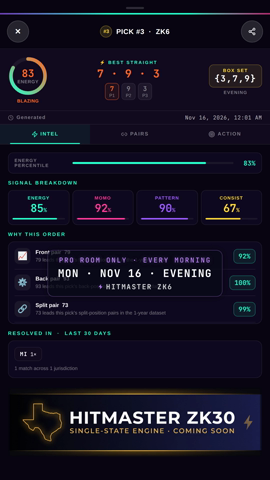 ✕
#3 PICK #3 · ZK6
83
ENERGY
BLAZING
⚡ BEST STRAIGHT
7 · 9 · 3
7 9 3
P1 P2 P3
BOX SET
{3,7,9}
EVENING
Generated
Nov 16, 2026, 12:01 AM
INTEL
PAIRS
ACTION
ENERGY
PERCENTILE
83%
SIGNAL BREAKDOWN
ENERGY
85%
MOMO
92%
PATTERN
90%
CONSIST
67%
WHY THIS ORDER
Front pair
92%
Back
100%
Split pair 73
73 leads this pick's split-position pairs in the 1-year dataset
99%
PRO ROOM ONLY · EVERY MORNING
MON · NOV 16 · EVENING
HITMASTER ZK6
RESOLVED IN · LAST 30 DAYS
MI 1×
1 match across 1 jurisdiction
HITMASTER ZK30
SINGLE-STATE ENGINE · COMING SOON